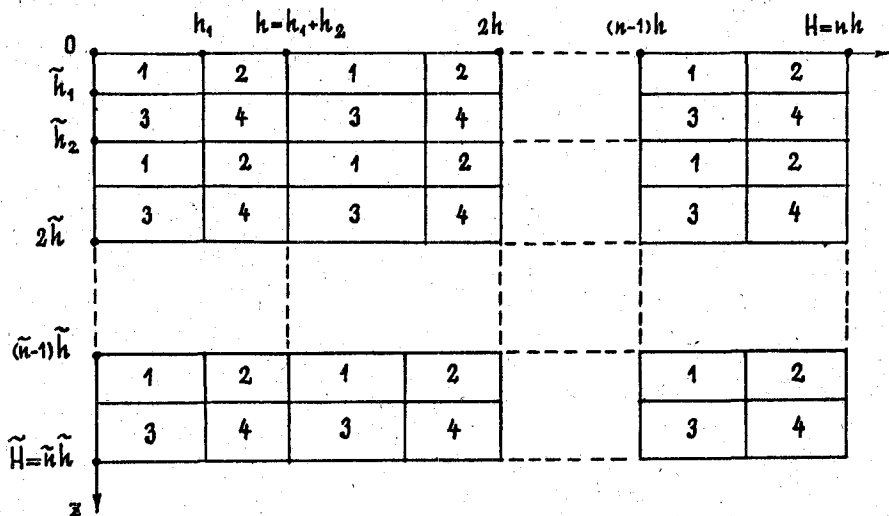 h₁ h=h₁+h₂ 2h (n-1)h H=nh
0
1 2 1 2 1 2
h̃₁
3 4 3 4 3 4
h̃₂
1 2 1 2 1 2
3 4 3 4 3 4
2h̃
(ñ-1)h̃
1 2 1 2 1 2
3 4 3 4 3 4
H̃=ñh̃
z